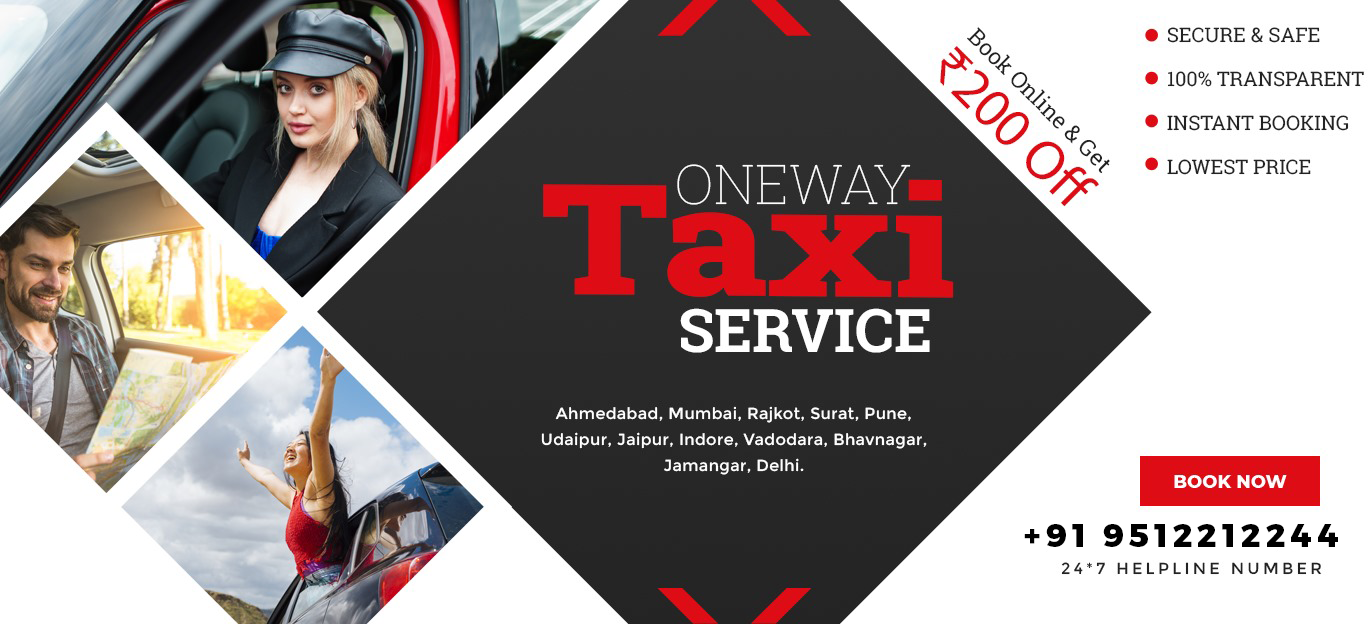 ONEWAY
Taxi
SERVICE
Ahmedabad, Mumbai, Rajkot, Surat, Pune,
Udaipur, Jaipur, Indore, Vadodara, Bhavnagar,
Jamangar, Delhi.
Book Online & Get
₹200 Off
SECURE & SAFE
100% TRANSPARENT
INSTANT BOOKING
LOWEST PRICE
BOOK NOW
+91 9512212244
24*7 HELPLINE NUMBER